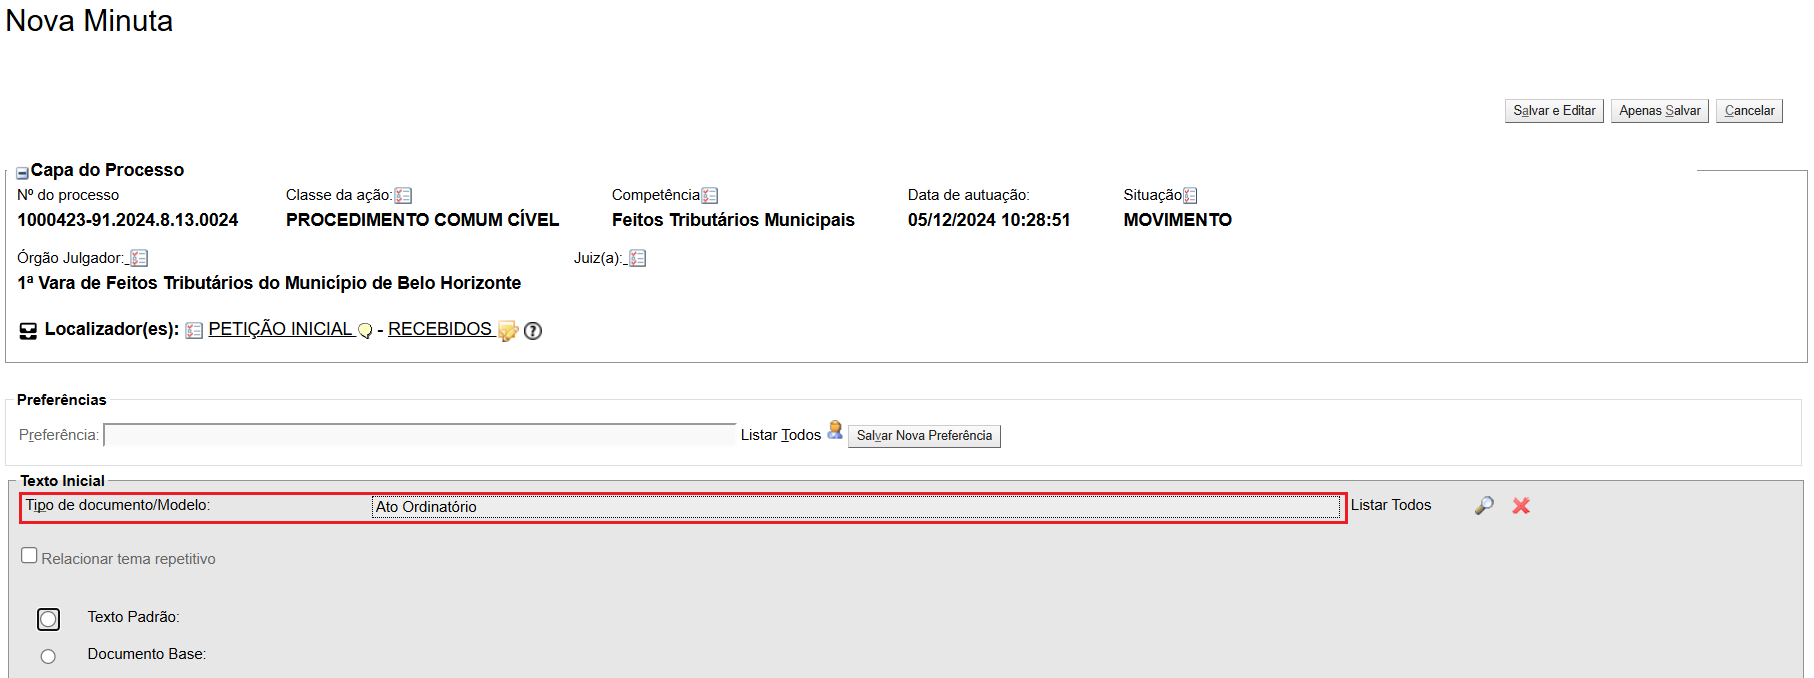 Nova Minuta
Salvar e Editar Apenas Salvar Cancelar
Capa do Processo
Nº do processo Classe da ação: Competência Data de autuação: Situação
1000423-91.2024.8.13.0024 PROCEDIMENTO COMUM CÍVEL Feitos Tributários Municipais 05/12/2024 10:28:51 MOVIMENTO
Órgão Julgador: Juiz(a):
1ª Vara de Feitos Tributários do Município de Belo Horizonte
Localizador(es): PETIÇÃO INICIAL - RECEBIDOS ?
Preferências
Preferência: Listar Todos Salvar Nova Preferência
Texto Inicial
Tipo de documento/Modelo: Ato Ordinatório Listar Todos
Relacionar tema repetitivo
Texto Padrão:
Documento Base: